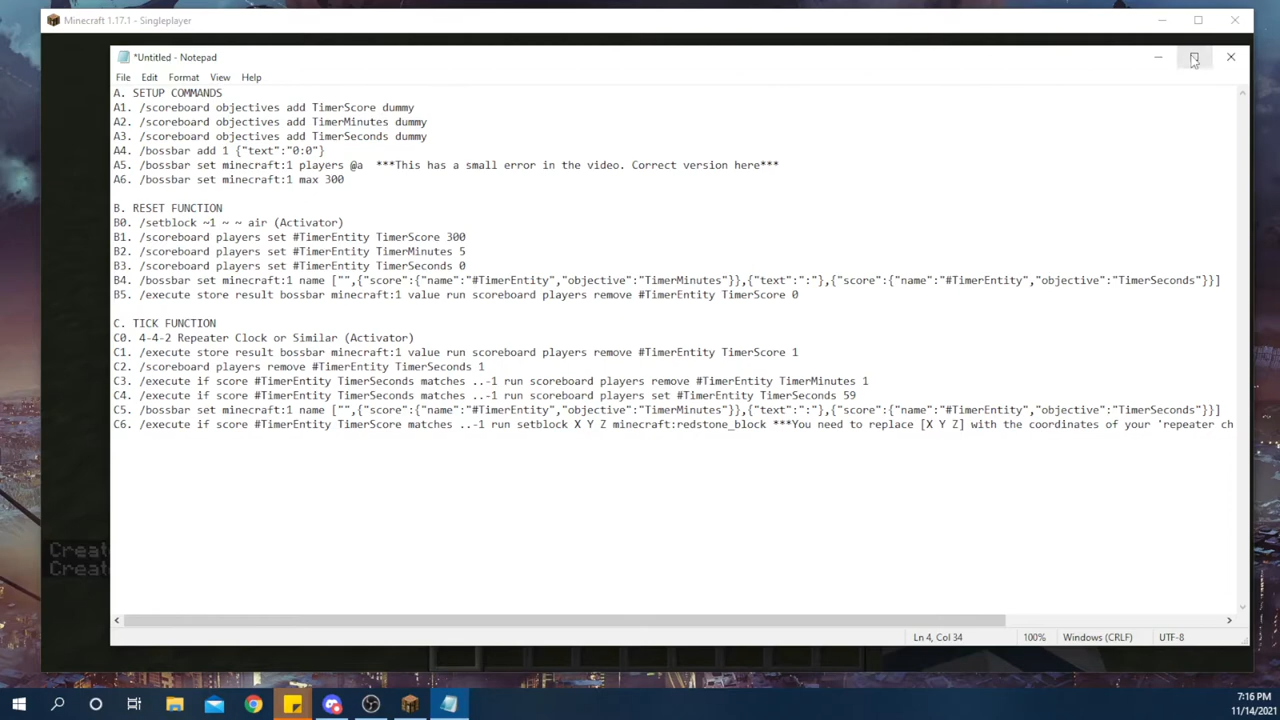 Minecraft 1.17.1 - Singleplayer
*Untitled - Notepad
File Edit Format View Help
A. SETUP COMMANDS
A1. /scoreboard objectives add TimerScore dummy
A2. /scoreboard objectives add TimerMinutes dummy
A3. /scoreboard objectives add TimerSeconds dummy
A4. /bossbar add 1 {"text":"0:0"}
A5. /bossbar set minecraft:1 players @a  ***This has a small error in the video. Correct version here***
A6. /bossbar set minecraft:1 max 300
B. RESET FUNCTION
B0. /setblock ~1 ~ ~ air (Activator)
B1. /scoreboard players set #TimerEntity TimerScore 300
B2. /scoreboard players set #TimerEntity TimerMinutes 5
B3. /scoreboard players set #TimerEntity TimerSeconds 0
B4. /bossbar set minecraft:1 name ["",{"score":{"name":"#TimerEntity","objective":"TimerMinutes"}},{"text":":"},{"score":{"name":"#TimerEntity","objective":"TimerSeconds"}}]
B5. /execute store result bossbar minecraft:1 value run scoreboard players remove #TimerEntity TimerScore 0
C. TICK FUNCTION
C0. 4-4-2 Repeater Clock or Similar (Activator)
C1. /execute store result bossbar minecraft:1 value run scoreboard players remove #TimerEntity TimerScore 1
C2. /scoreboard players remove #TimerEntity TimerSeconds 1
C3. /execute if score #TimerEntity TimerSeconds matches ..-1 run scoreboard players remove #TimerEntity TimerMinutes 1
C4. /execute if score #TimerEntity TimerSeconds matches ..-1 run scoreboard players set #TimerEntity TimerSeconds 59
C5. /bossbar set minecraft:1 name ["",{"score":{"name":"#TimerEntity","objective":"TimerMinutes"}},{"text":":"},{"score":{"name":"#TimerEntity","objective":"TimerSeconds"}}]
C6. /execute if score #TimerEntity TimerScore matches ..-1 run setblock X Y Z minecraft:redstone_block ***You need to replace [X Y Z] with the coordinates of your 'repeater ch
Create
Create
Ln 4, Col 34 100% Windows (CRLF) UTF-8
7:16 PM
11/14/2021